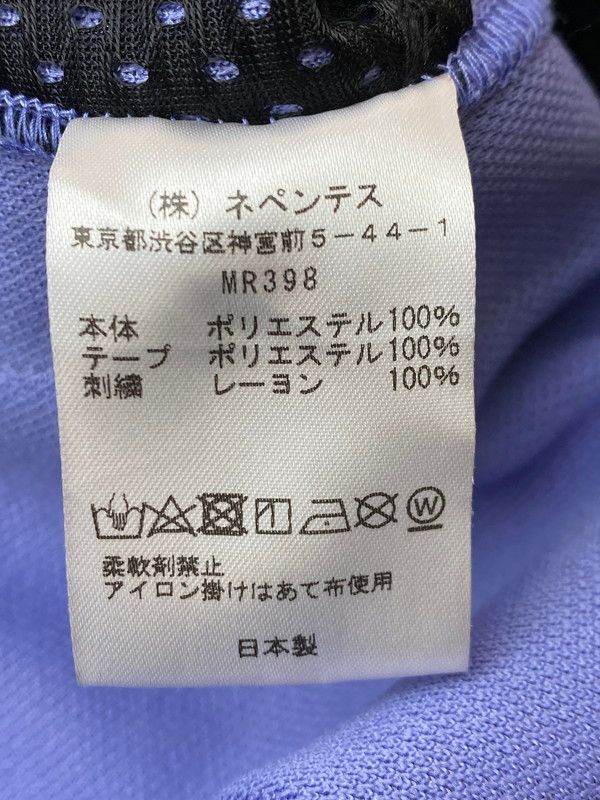 (株) ネペンテス
東京都渋谷区神宮前5-44-1
MR398
本体 ポリエステル100%
テープ ポリエステル100%
刺繍 レーヨン 100%
W
柔軟剤禁止
アイロン掛けはあて布使用
日本製